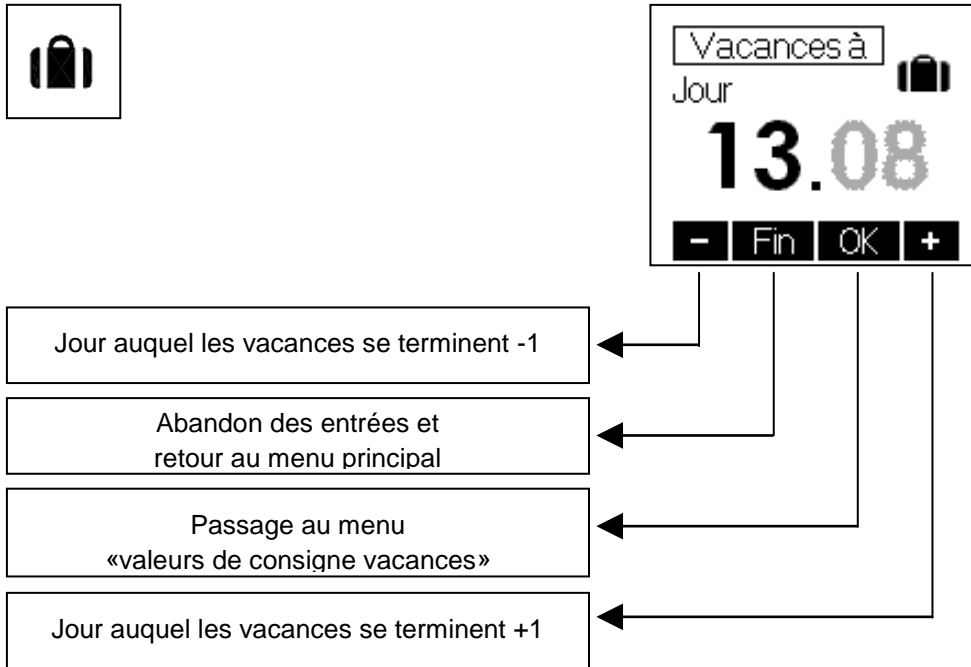 Vacances à
Jour
13.08
- Fin OK +
Jour auquel les vacances se terminent -1
Abandon des entrées et
retour au menu principal
Passage au menu
«valeurs de consigne vacances»
Jour auquel les vacances se terminent +1